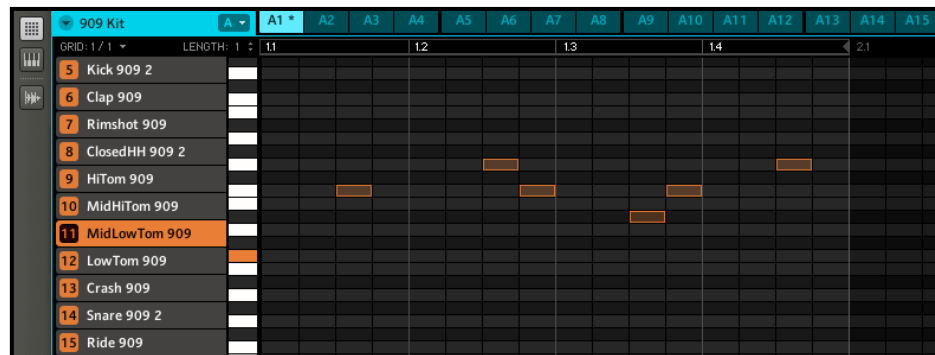 909 Kit A A1 * A2 A3 A4 A5 A6 A7 A8 A9 A10 A11 A12 A13 A14 A15
GRID: 1 / 1 LENGTH: 1 1.1 1.2 1.3 1.4 2.1
5 Kick 909 2
6 Clap 909
7 Rimshot 909
8 ClosedHH 909 2
9 HiTom 909
10 MidHiTom 909
11 MidLowTom 909
12 LowTom 909
13 Crash 909
14 Snare 909 2
15 Ride 909